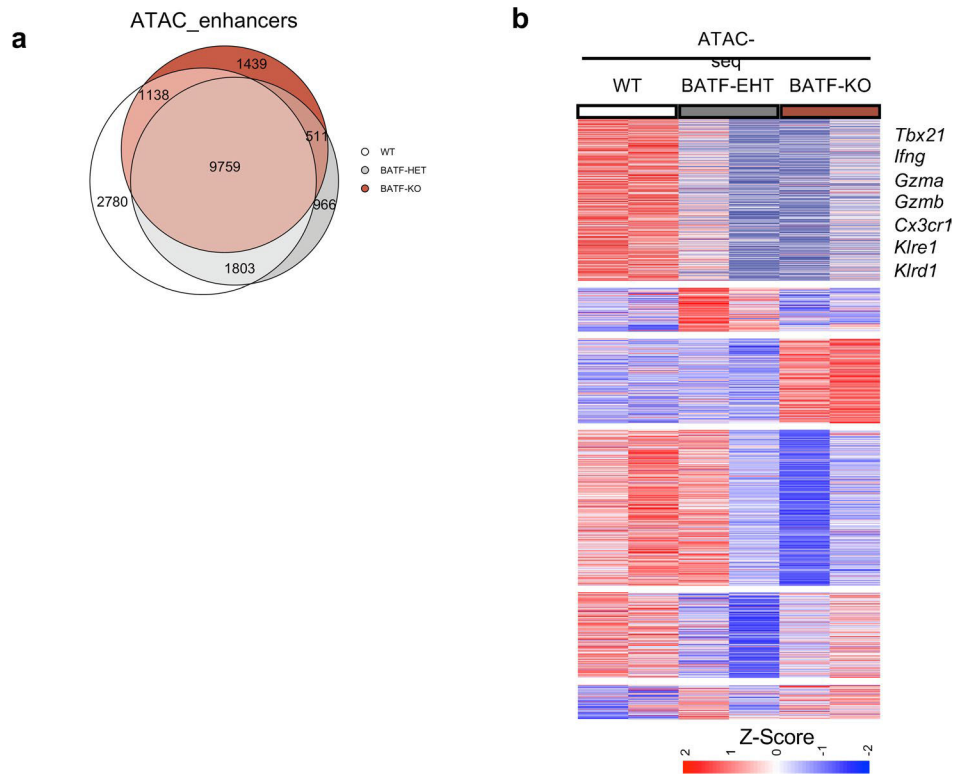 a
ATAC_enhancers
1439
1138
511
9759
2780
966
1803
WT
BATF-HET
BATF-KO
b
ATAC-
seq
WT BATF-EHT BATF-KO
Tbx21
Ifng
Gzma
Gzmb
Cx3cr1
Klre1
Klrd1
Z-Score
2 1 0 -1 -2